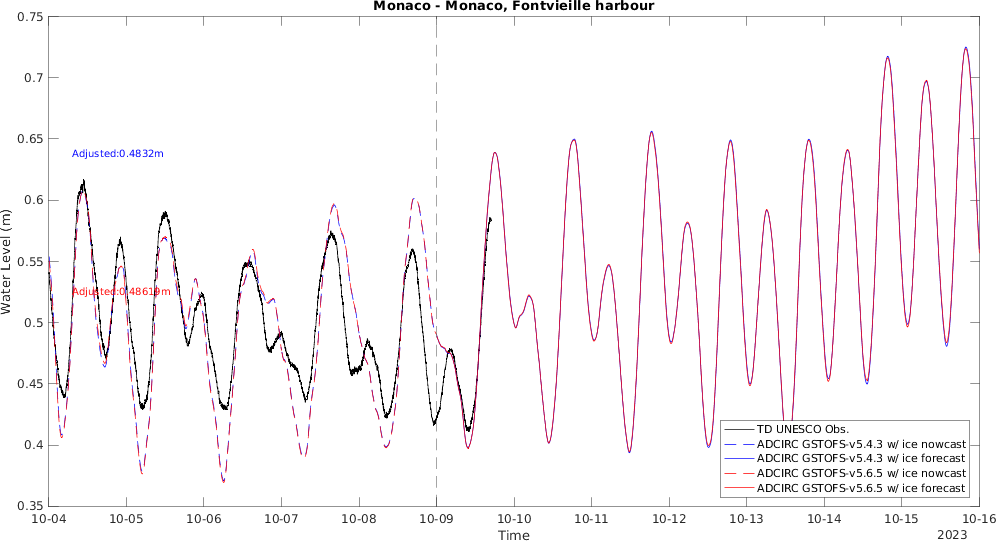 Monaco - Monaco, Fontvieille harbour
0.75
0.7
0.65
0.6
0.55
0.5
0.45
0.4
0.35
Water Level (m)
Adjusted:0.4832m
Adjusted:0.48619m
TD UNESCO Obs.
ADCIRC GSTOFS-v5.4.3 w/ ice nowcast
ADCIRC GSTOFS-v5.4.3 w/ ice forecast
ADCIRC GSTOFS-v5.6.5 w/ ice nowcast
ADCIRC GSTOFS-v5.6.5 w/ ice forecast
10-04 10-05 10-06 10-07 10-08 10-09 10-10 10-11 10-12 10-13 10-14 10-15 10-16
Time
2023